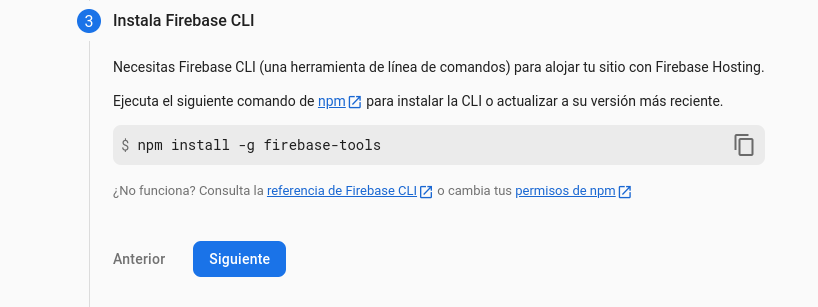 3 Instala Firebase CLI
Necesitas Firebase CLI (una herramienta de línea de comandos) para alojar tu sitio con Firebase Hosting.
Ejecuta el siguiente comando de npm para instalar la CLI o actualizar a su versión más reciente.
$ npm install -g firebase-tools
¿No funciona? Consulta la referencia de Firebase CLI o cambia tus permisos de npm
Anterior Siguiente